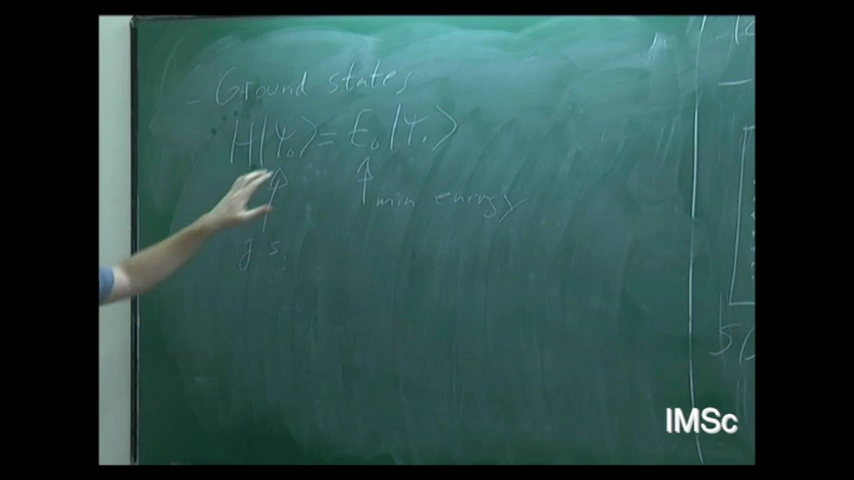 - Ground states
H|Ψ₀⟩ = E₀|Ψ₀⟩
min energy
g s
IMSc